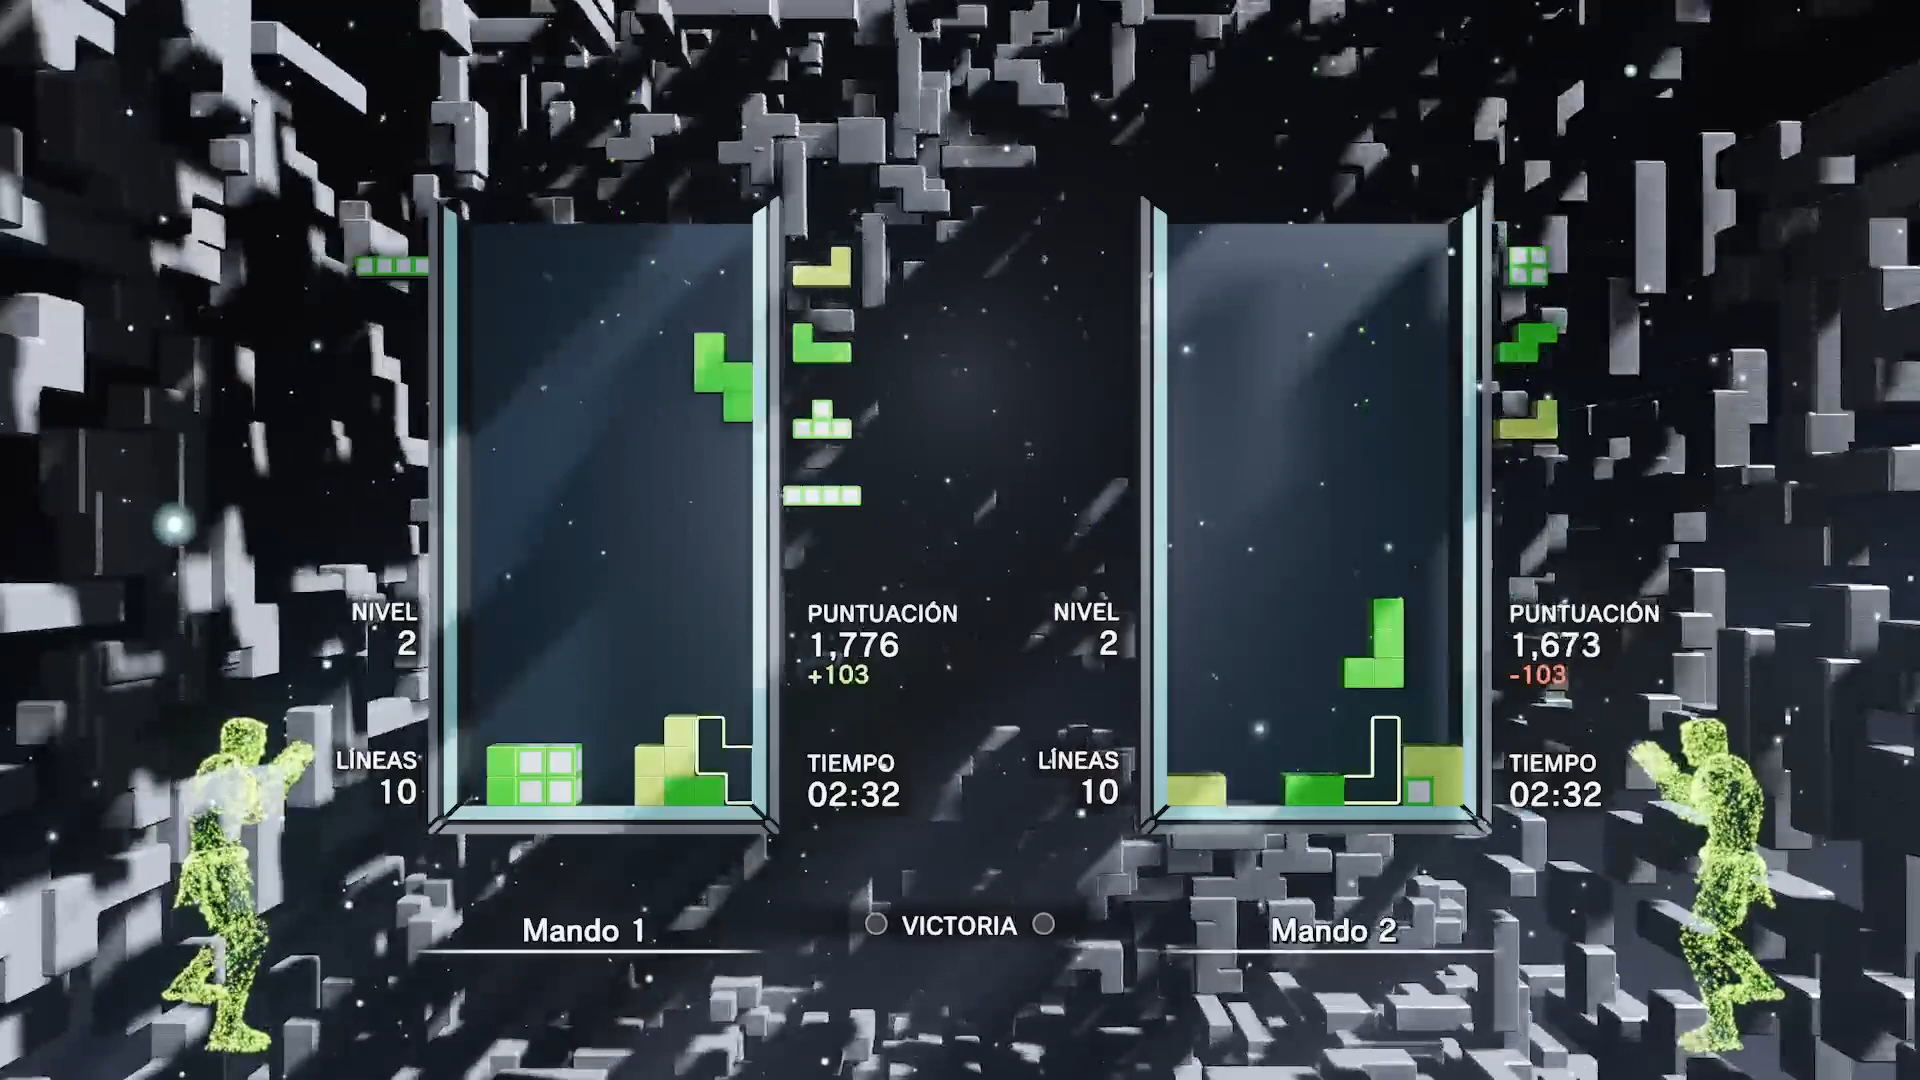 NIVEL
2
LÍNEAS
10
PUNTUACIÓN
1,776
+103
TIEMPO
02:32
NIVEL
2
LÍNEAS
10
PUNTUACIÓN
1,673
-103
TIEMPO
02:32
Mando 1
VICTORIA
Mando 2